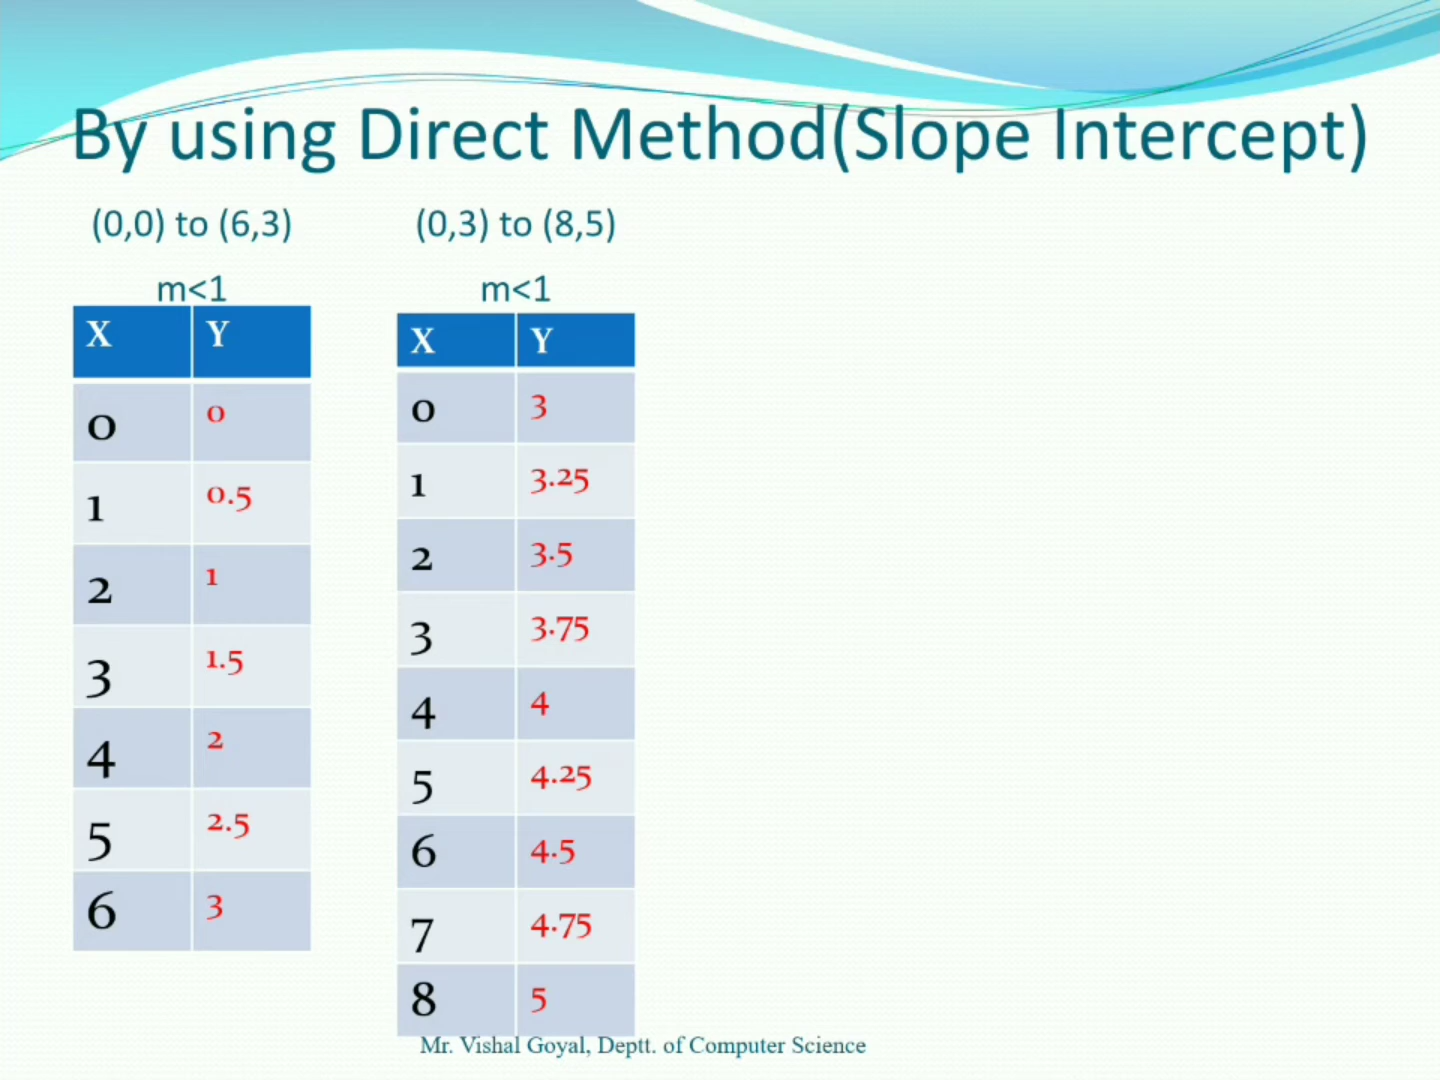 By using Direct Method(Slope Intercept)
(0,0) to (6,3)
m<1
X Y
0 0
1 0.5
2 1
3 1.5
4 2
5 2.5
6 3
(0,3) to (8,5)
m<1
X Y
0 3
1 3.25
2 3.5
3 3.75
4 4
5 4.25
6 4.5
7 4.75
8 5
Mr. Vishal Goyal, Deptt. of Computer Science